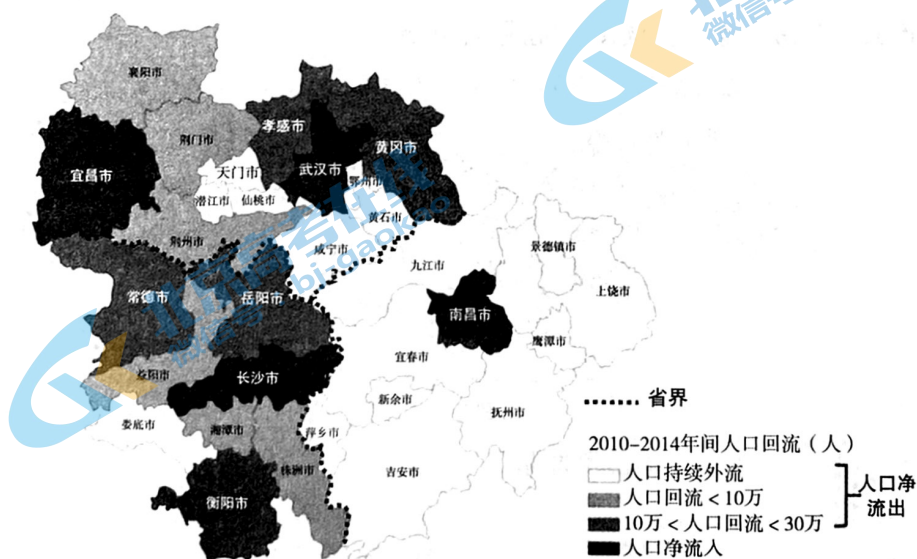 微信
襄阳市
荆门市
孝感市
黄冈市
宜昌市
天门市
武汉市
鄂州市
潜江市
仙桃市
黄石市
荆州市
咸宁市
景德镇市
九江市
上饶市
常德市
岳阳市
南昌市
鹰潭市
宜春市
益阳市
长沙市
新余市
抚州市
娄底市
湘潭市
萍乡市
株洲市
吉安市
衡阳市
bj-gaokao
省界
2010-2014年间人口回流（人）
人口持续外流
人口回流＜10万
10万＜人口回流＜30万
人口净流出
人口净流入